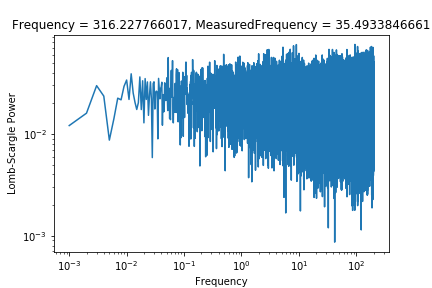 Frequency = 316.227766017, MeasuredFrequency = 35.4933846661
Lomb-Scargle Power
10⁻²
10⁻³
10⁻³ 10⁻² 10⁻¹ 10⁰ 10¹ 10²
Frequency